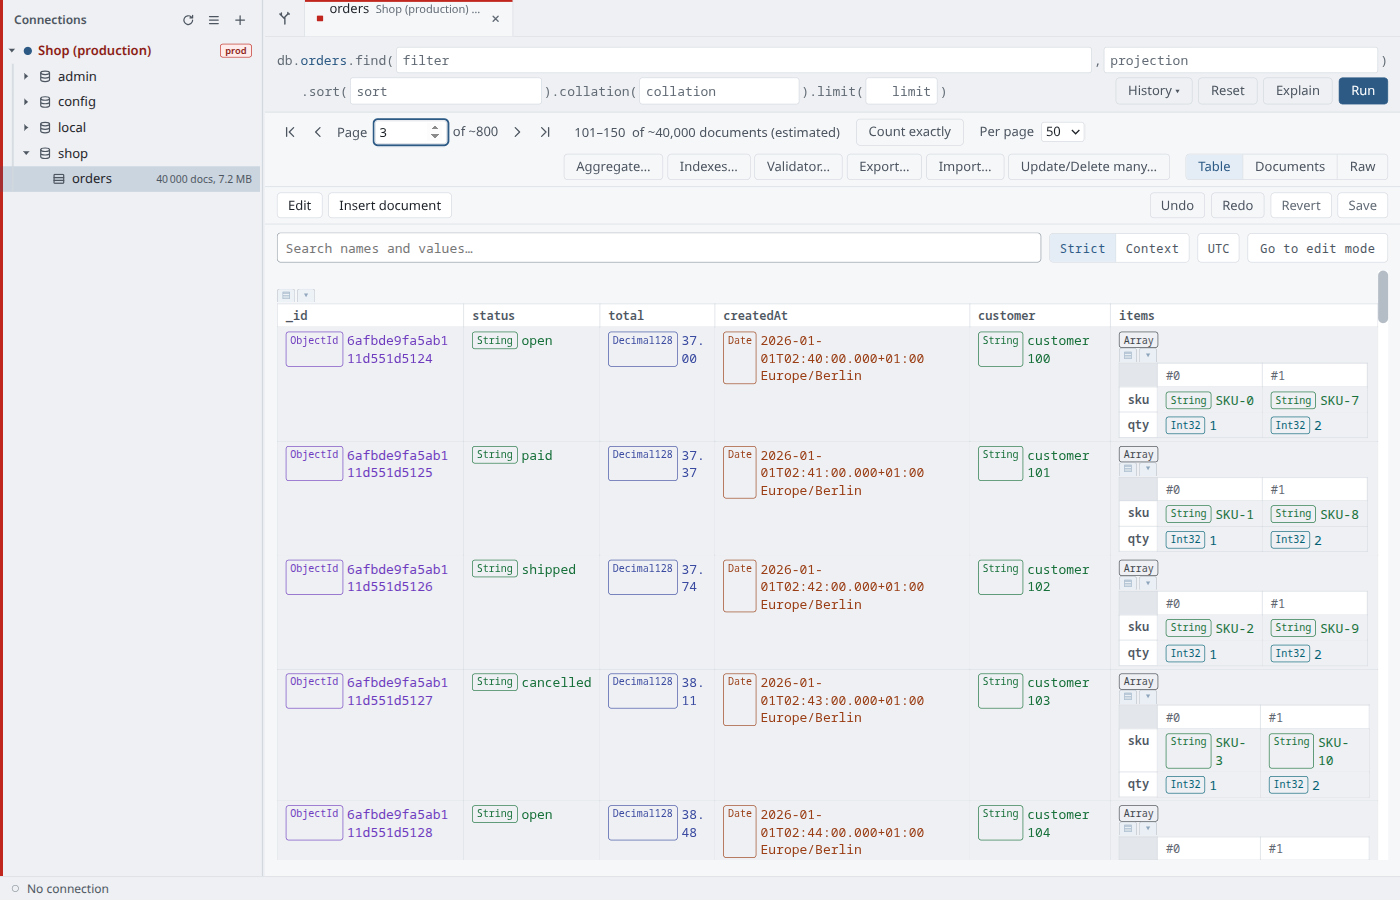 Connections
Shop (production) prod
admin
config
local
shop
orders 40 000 docs, 7.2 MB
orders Shop (production) ...
db.orders.find( filter , projection )
.sort( sort ).collation( collation ).limit( limit )
History Reset Explain Run
Page 3 of ~800 101–150 of ~40,000 documents (estimated) Count exactly Per page 50
Aggregate... Indexes... Validator... Export... Import... Update/Delete many... Table Documents Raw
Edit Insert document Undo Redo Revert Save
Search names and values… Strict Context UTC Go to edit mode
_id status total createdAt customer items
ObjectId 6afbde9fa5ab1 String open Decimal128 37. Date 2026-01- String customer Array
11d551d5124 00 01T02:40:00.000+01:00 100
Europe/Berlin #0 #1
sku String SKU-0 String SKU-7
qty Int32 1 Int32 2
ObjectId 6afbde9fa5ab1 String paid Decimal128 37. Date 2026-01- String customer Array
11d551d5125 37 01T02:41:00.000+01:00 101
Europe/Berlin #0 #1
sku String SKU-1 String SKU-8
qty Int32 1 Int32 2
ObjectId 6afbde9fa5ab1 String shipped Decimal128 37. Date 2026-01- String customer Array
11d551d5126 74 01T02:42:00.000+01:00 102
Europe/Berlin #0 #1
sku String SKU-2 String SKU-9
qty Int32 1 Int32 2
ObjectId 6afbde9fa5ab1 String cancelled Decimal128 38. Date 2026-01- String customer Array
11d551d5127 11 01T02:43:00.000+01:00 103
Europe/Berlin #0 #1
sku String SKU- String SKU-
3 10
qty Int32 1 Int32 2
ObjectId 6afbde9fa5ab1 String open Decimal128 38. Date 2026-01- String customer Array
11d551d5128 48 01T02:44:00.000+01:00 104
Europe/Berlin #0 #1
No connection